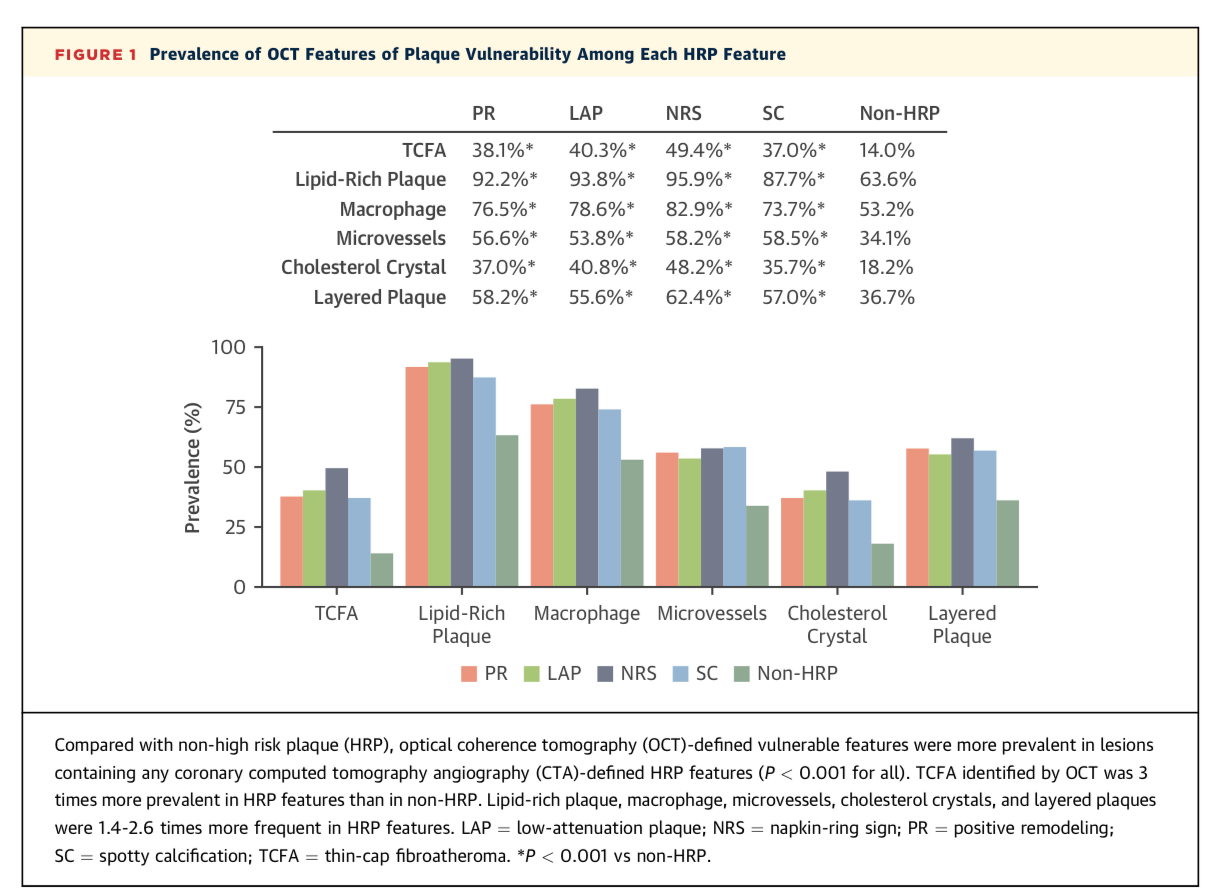 FIGURE 1 Prevalence of OCT Features of Plaque Vulnerability Among Each HRP Feature
PR LAP NRS SC Non-HRP
TCFA 38.1%* 40.3%* 49.4%* 37.0%* 14.0%
Lipid-Rich Plaque 92.2%* 93.8%* 95.9%* 87.7%* 63.6%
Macrophage 76.5%* 78.6%* 82.9%* 73.7%* 53.2%
Microvessels 56.6%* 53.8%* 58.2%* 58.5%* 34.1%
Cholesterol Crystal 37.0%* 40.8%* 48.2%* 35.7%* 18.2%
Layered Plaque 58.2%* 55.6%* 62.4%* 57.0%* 36.7%
Prevalence (%)
100
75
50
25
0
TCFA Lipid-Rich Macrophage Microvessels Cholesterol Layered
Plaque Crystal Plaque
PR LAP NRS SC Non-HRP
Compared with non-high risk plaque (HRP), optical coherence tomography (OCT)-defined vulnerable features were more prevalent in lesions
containing any coronary computed tomography angiography (CTA)-defined HRP features (P < 0.001 for all). TCFA identified by OCT was 3
times more prevalent in HRP features than in non-HRP. Lipid-rich plaque, macrophage, microvessels, cholesterol crystals, and layered plaques
were 1.4-2.6 times more frequent in HRP features. LAP = low-attenuation plaque; NRS = napkin-ring sign; PR = positive remodeling;
SC = spotty calcification; TCFA = thin-cap fibroatheroma. *P < 0.001 vs non-HRP.